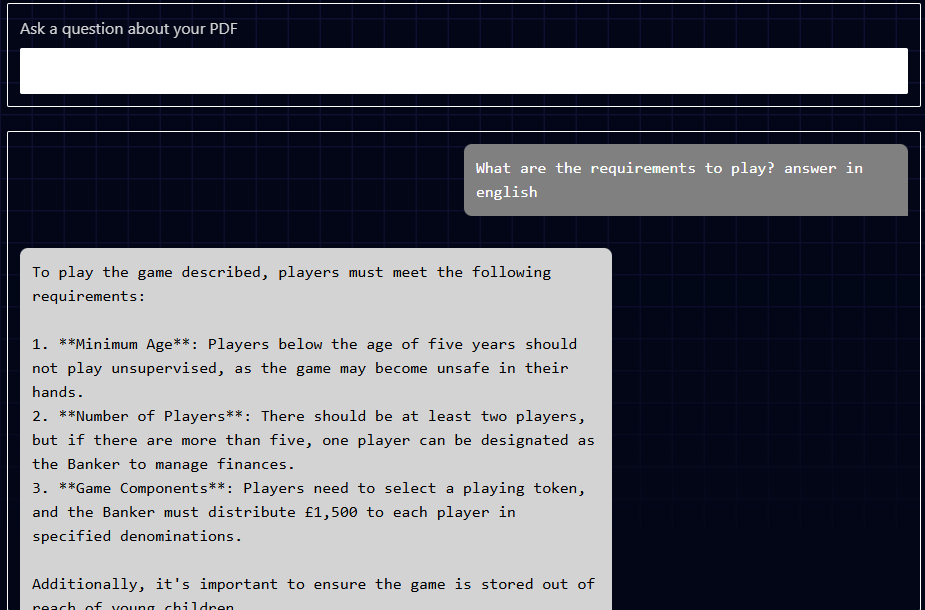 Ask a question about your PDF
What are the requirements to play? answer in
english
To play the game described, players must meet the following
requirements:
1. **Minimum Age**: Players below the age of five years should
not play unsupervised, as the game may become unsafe in their
hands.
2. **Number of Players**: There should be at least two players,
but if there are more than five, one player can be designated as
the Banker to manage finances.
3. **Game Components**: Players need to select a playing token,
and the Banker must distribute £1,500 to each player in
specified denominations.
Additionally, it's important to ensure the game is stored out of
reach of young children